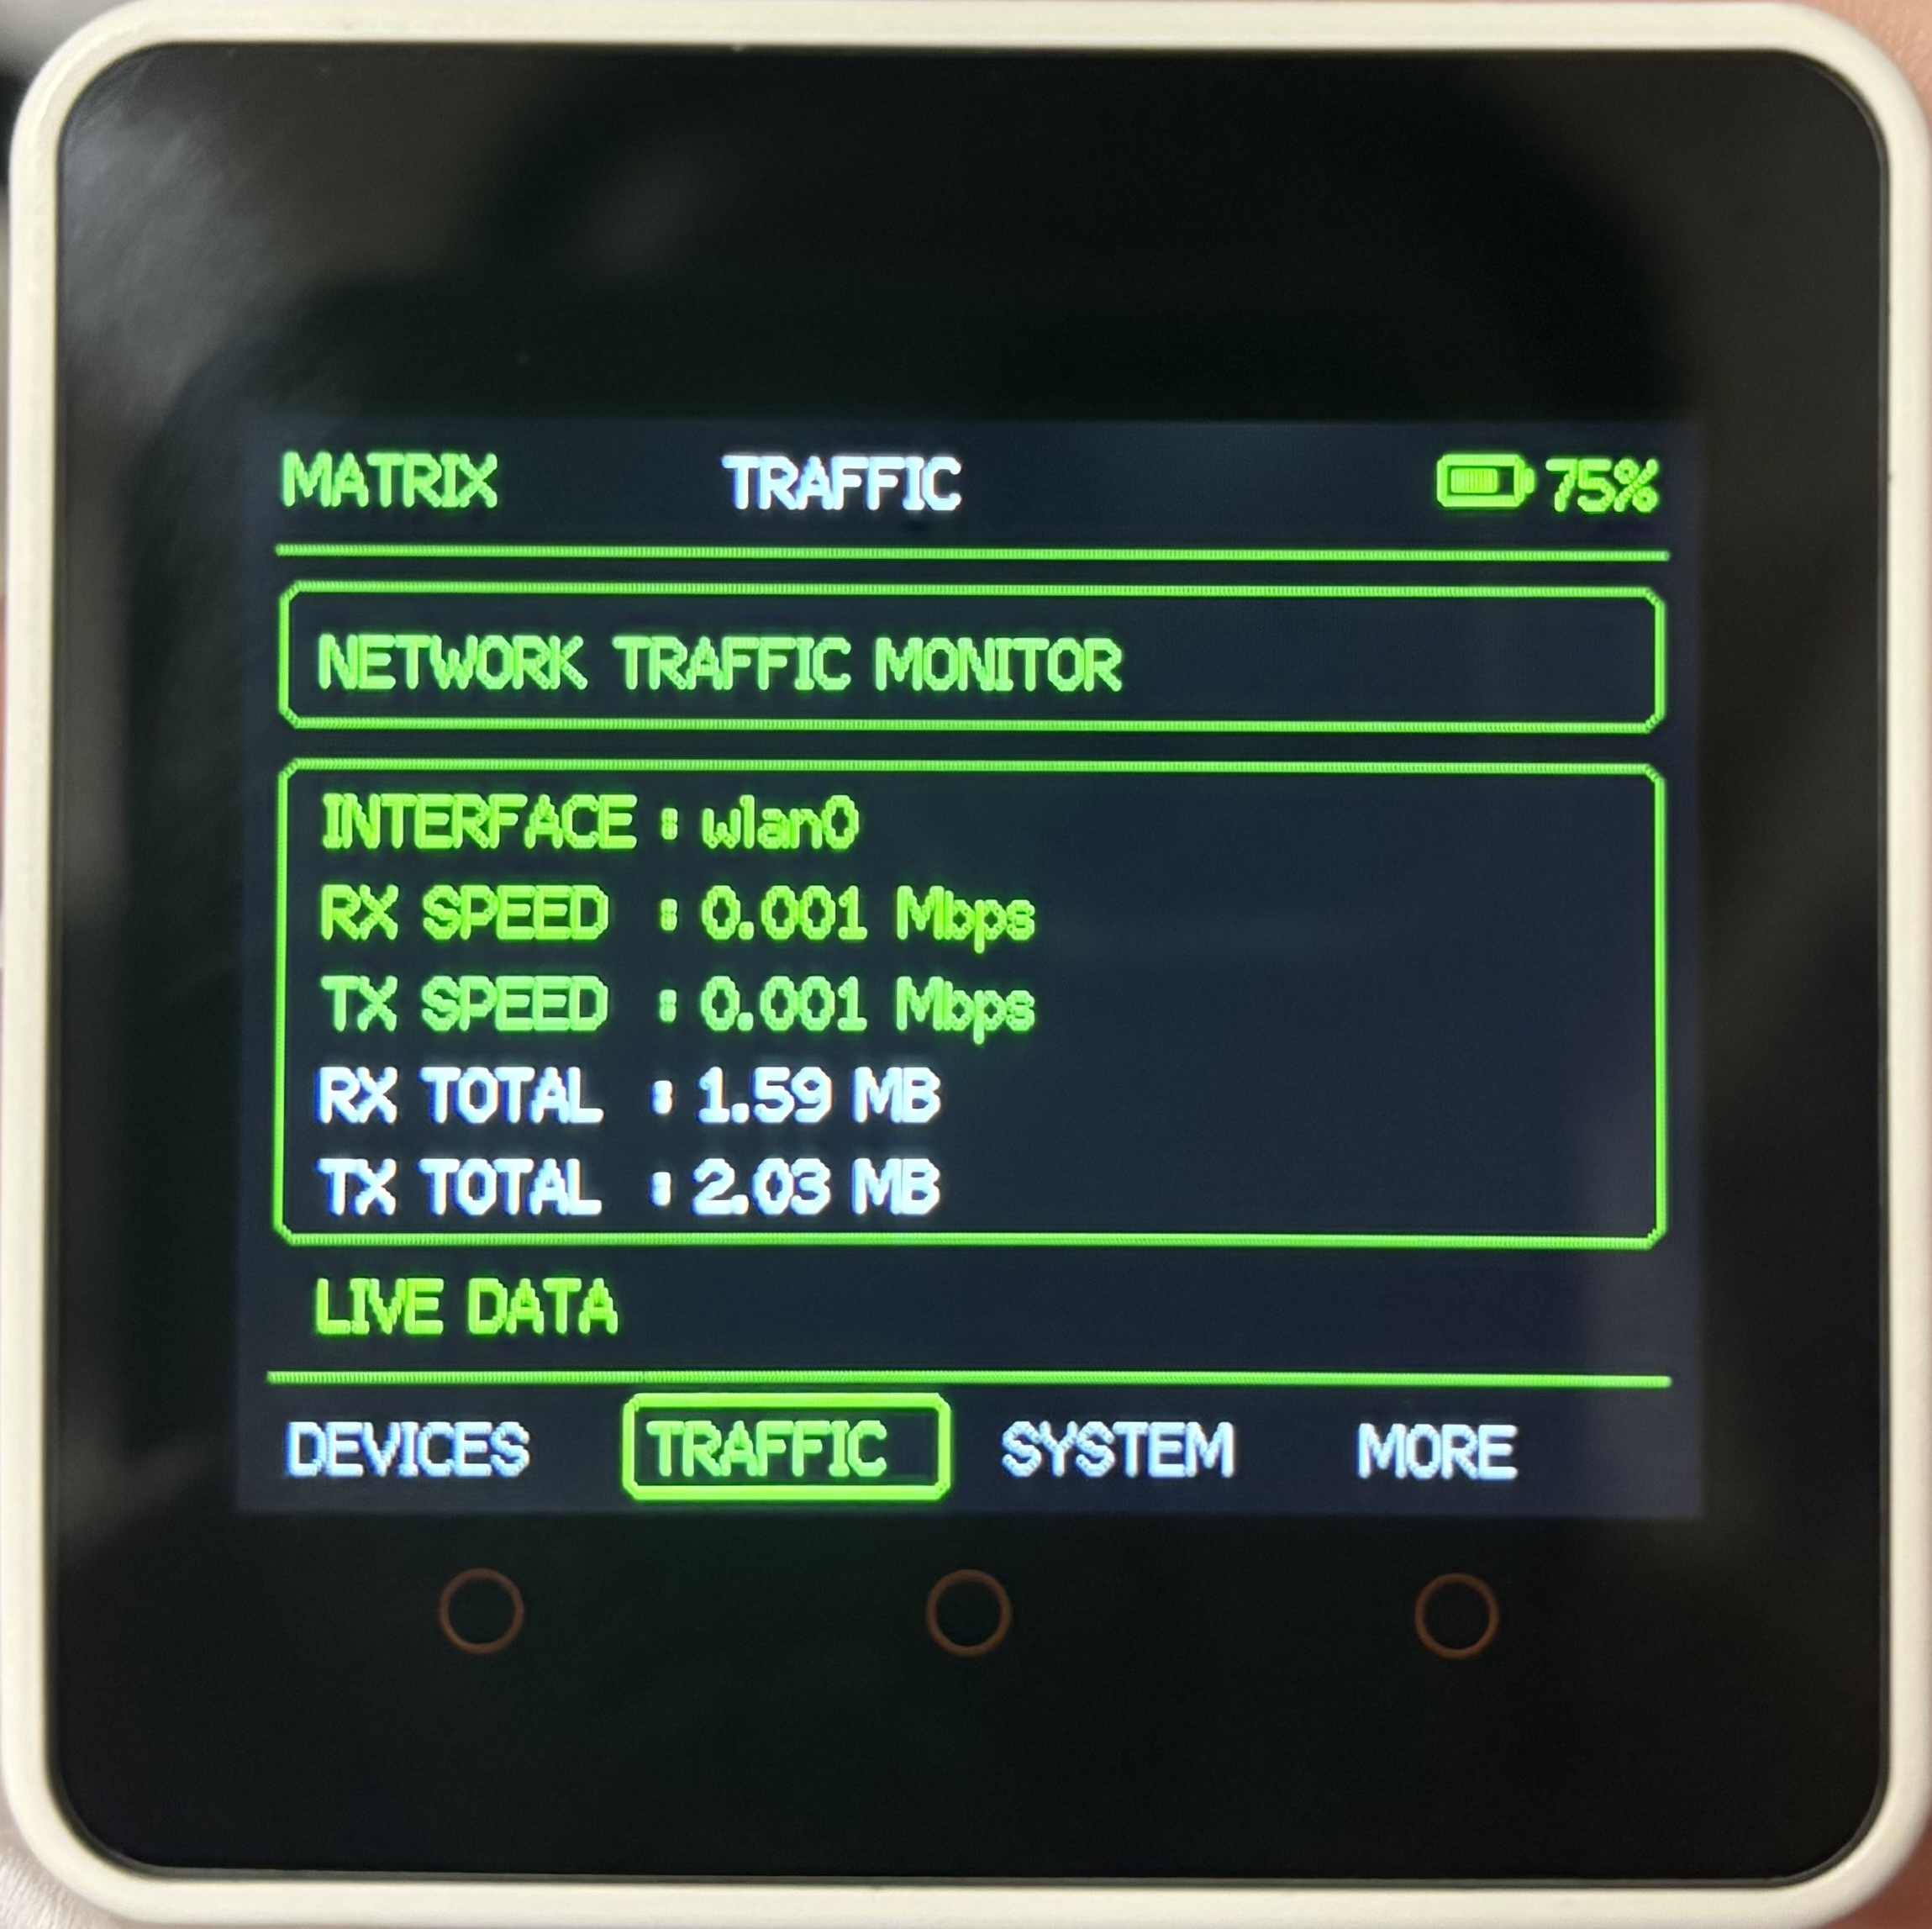 MATRIX TRAFFIC 75%
NETWORK TRAFFIC MONITOR
INTERFACE : wlan0
RX SPEED : 0.001 Mbps
TX SPEED : 0.001 Mbps
RX TOTAL : 1.59 MB
TX TOTAL : 2.03 MB
LIVE DATA
DEVICES TRAFFIC SYSTEM MORE